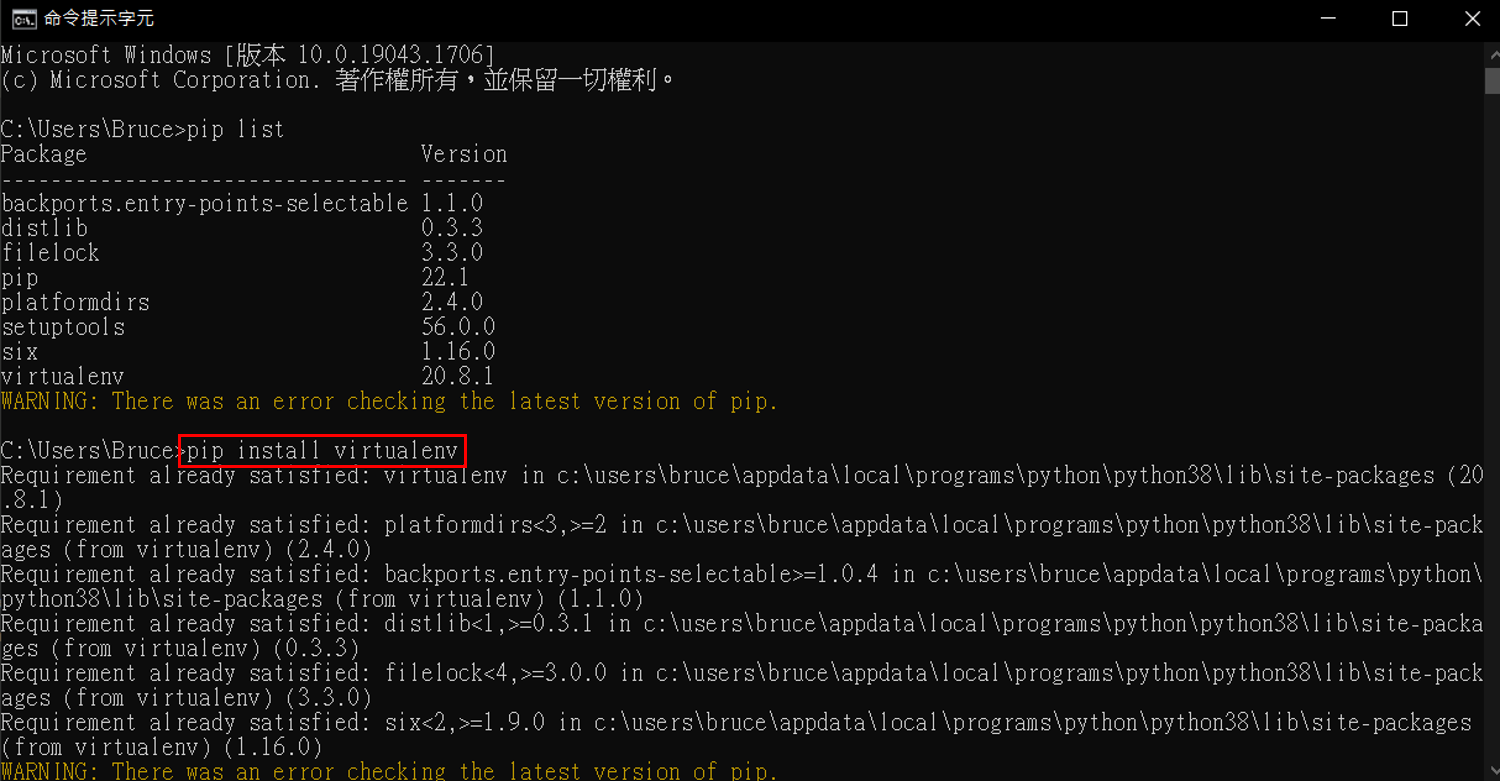 命令提示字元
Microsoft Windows [版本 10.0.19043.1706]
(c) Microsoft Corporation. 著作權所有，並保留一切權利。
C:\Users\Bruce>pip list
Package                          Version
--------------------------------- -------
backports.entry-points-selectable 1.1.0
distlib                          0.3.3
filelock                         3.3.0
pip                              22.1
platformdirs                     2.4.0
setuptools                       56.0.0
six                              1.16.0
virtualenv                       20.8.1
WARNING: There was an error checking the latest version of pip.
C:\Users\Bruce>pip install virtualenv
Requirement already satisfied: virtualenv in c:\users\bruce\appdata\local\programs\python\python38\lib\site-packages (20
.8.1)
Requirement already satisfied: platformdirs<3,>=2 in c:\users\bruce\appdata\local\programs\python\python38\lib\site-pack
ages (from virtualenv) (2.4.0)
Requirement already satisfied: backports.entry-points-selectable>=1.0.4 in c:\users\bruce\appdata\local\programs\python\
python38\lib\site-packages (from virtualenv) (1.1.0)
Requirement already satisfied: distlib<1,>=0.3.1 in c:\users\bruce\appdata\local\programs\python\python38\lib\site-packa
ges (from virtualenv) (0.3.3)
Requirement already satisfied: filelock<4,>=3.0.0 in c:\users\bruce\appdata\local\programs\python\python38\lib\site-pack
ages (from virtualenv) (3.3.0)
Requirement already satisfied: six<2,>=1.9.0 in c:\users\bruce\appdata\local\programs\python\python38\lib\site-packages
(from virtualenv) (1.16.0)
WARNING: There was an error checking the latest version of pip.